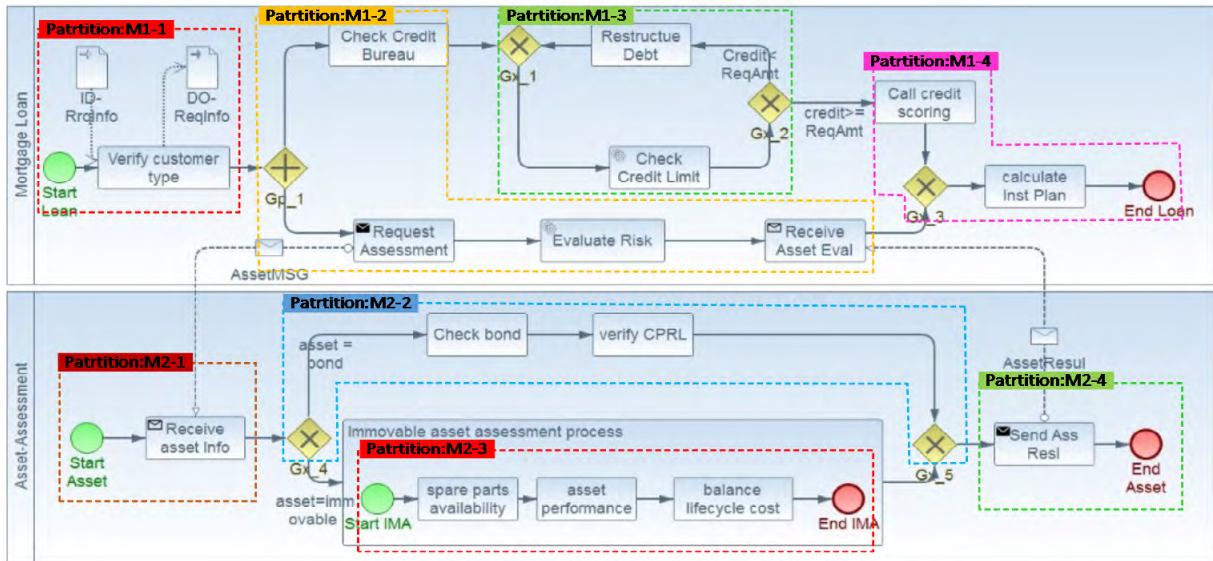 Patrtition:M1-1
Patrtition:M1-2
Patrtition:M1-3
Patrtition:M1-4
Mortgage Loan
ID-
RrqInfo
DO-
ReqInfo
Start
Loan
Verify customer
type
Gp_1
Check Credit
Bureau
Gx_1
Restructue
Debt
Credit<
ReqAmt
Gx_2
Check
Credit Limit
credit>=
ReqAmt
Call credit
scoring
Gx_3
calculate
Inst Plan
End Loan
Request
Assessment
Evaluate Risk
Receive
Asset Eval
AssetMSG
Asset-Assessment
Patrtition:M2-1
Patrtition:M2-2
Patrtition:M2-3
Patrtition:M2-4
Start
Asset
Receive
asset Info
Gx_4
asset =
bond
Check bond
verify CPRL
asset=imm
ovable
Immovable asset assessment process
Start IMA
spare parts
availability
asset
performance
balance
lifecycle cost
End IMA
Gx_5
AssetResul
Send Ass
Resl
End
Asset